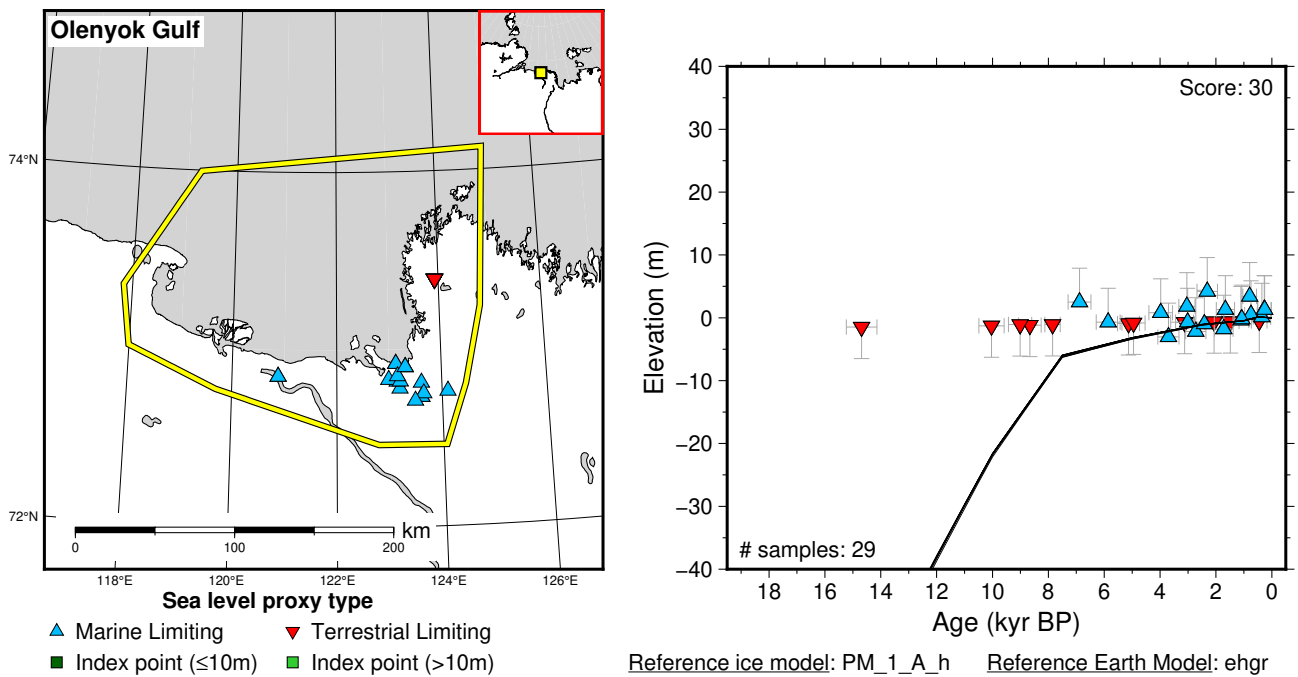 Olenyok Gulf
74°N
72°N
km
0 100 200
118°E 120°E 122°E 124°E 126°E
Sea level proxy type
Marine Limiting Terrestrial Limiting
Index point (≤10m) Index point (>10m)
Score: 30
40
30
20
10
0
−10
−20
−30
−40
Elevation (m)
# samples: 29
18 16 14 12 10 8 6 4 2 0
Age (kyr BP)
Reference ice model: PM_1_A_h Reference Earth Model: ehgr